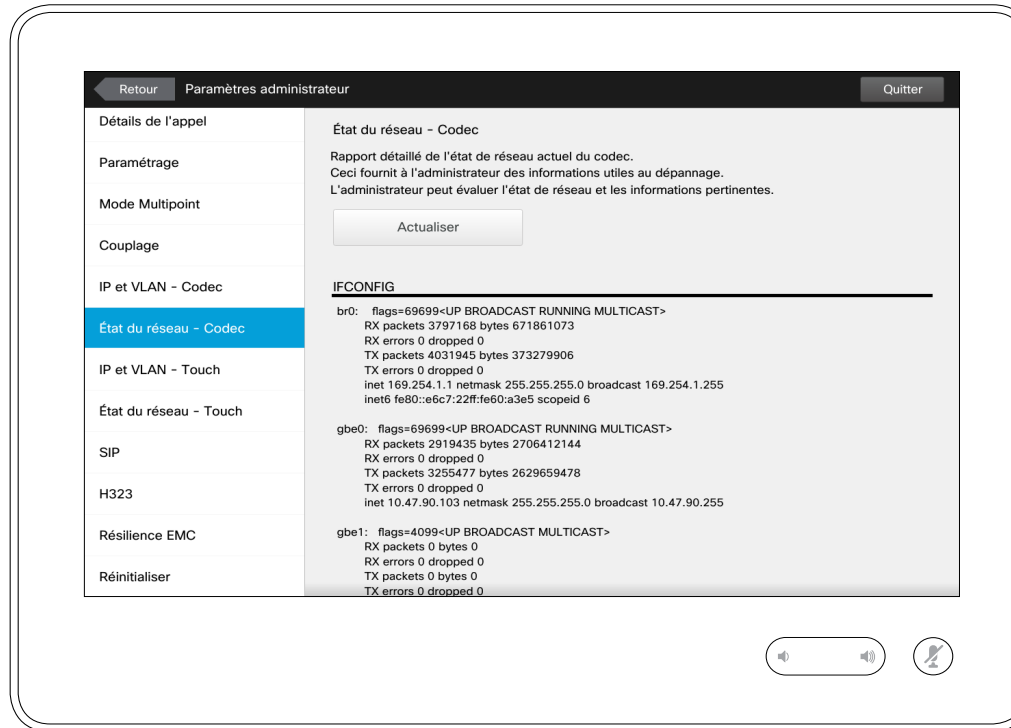 Retour
Paramètres administrateur
Quitter
Détails de l'appel
Paramétrage
Mode Multipoint
Couplage
IP et VLAN - Codec
État du réseau - Codec
IP et VLAN - Touch
État du réseau - Touch
SIP
H323
Résilience EMC
Réinitialiser
État du réseau - Codec
Rapport détaillé de l'état de réseau actuel du codec.
Ceci fournit à l'administrateur des informations utiles au dépannage.
L'administrateur peut évaluer l'état de réseau et les informations pertinentes.
Actualiser
IFCONFIG
br0: flags=69699<UP BROADCAST RUNNING MULTICAST>
RX packets 3797168 bytes 671861073
RX errors 0 dropped 0
TX packets 4031945 bytes 373279906
TX errors 0 dropped 0
inet 169.254.1.1 netmask 255.255.255.0 broadcast 169.254.1.255
inet6 fe80::e6c7:22ff:fe60:a3e5 scopeid 6
gbe0: flags=69699<UP BROADCAST RUNNING MULTICAST>
RX packets 2919435 bytes 2706412144
RX errors 0 dropped 0
TX packets 3255477 bytes 2629659478
TX errors 0 dropped 0
inet 10.47.90.103 netmask 255.255.255.0 broadcast 10.47.90.255
gbe1: flags=4099<UP BROADCAST MULTICAST>
RX packets 0 bytes 0
RX errors 0 dropped 0
TX packets 0 bytes 0
TX errors 0 dropped 0